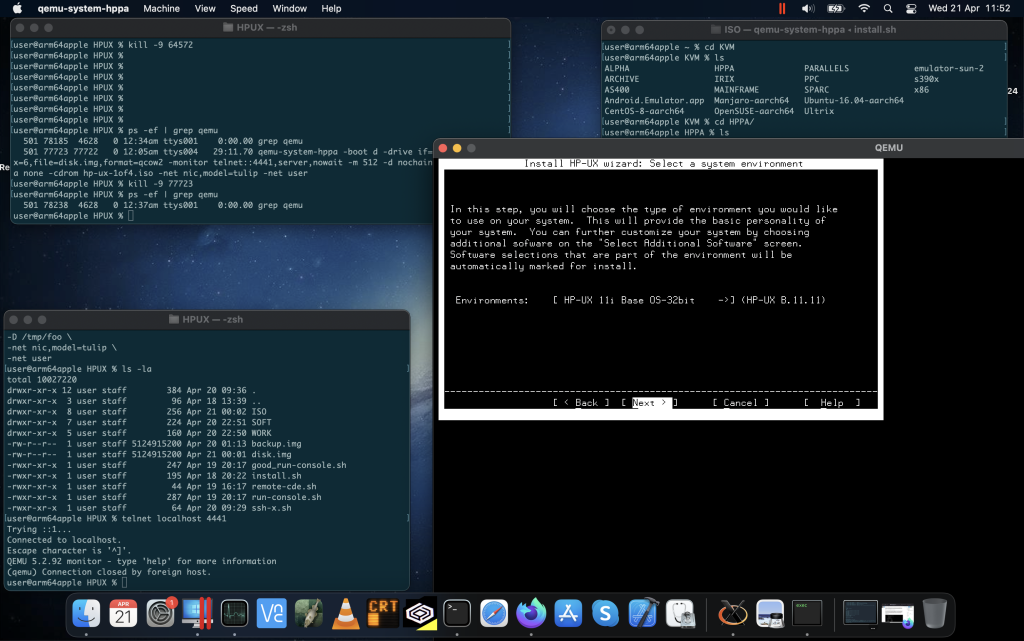 qemu-system-hppa Machine View Speed Window Help Wed 21 Apr 11:52
HPUX — -zsh
user@arm64apple HPUX % kill -9 64572
user@arm64apple HPUX %
user@arm64apple HPUX %
user@arm64apple HPUX %
user@arm64apple HPUX %
user@arm64apple HPUX %
user@arm64apple HPUX %
user@arm64apple HPUX %
user@arm64apple HPUX % ps -ef | grep qemu
501 78185 4628 0 12:34am ttys001 0:00.00 grep qemu
501 77723 77722 0 12:05am ttys004 29:11.70 qemu-system-hppa -boot d -drive if=
x=6,file=disk.img,format=qcow2 -monitor telnet::4441,server,nowait -m 512 -d nochain
a none -cdrom hp-ux-1of4.iso -net nic,model=tulip -net user
user@arm64apple HPUX % kill -9 77723
user@arm64apple HPUX % ps -ef | grep qemu
501 78238 4628 0 12:37am ttys001 0:00.00 grep qemu
user@arm64apple HPUX %
Re
ISO — qemu-system-hppa ◂ install.sh
user@arm64apple ~ % cd KVM
user@arm64apple KVM % ls
ALPHA HPPA PARALLELS emulator-sun-2
ARCHIVE IRIX PPC s390x
AS400 MAINFRAME SPARC x86
Android.Emulator.app Manjaro-aarch64 Ubuntu-16.04-aarch64
CentOS-8-aarch64 OpenSUSE-aarch64 Ultrix
user@arm64apple KVM % cd HPPA/
user@arm64apple HPPA % ls
24
QEMU
Install HP-UX wizard: Select a system environment
In this step, you will choose the type of environment you would like
to use on your system. This will provide the basic personality of
your system. You can further customize your system by choosing
additional sofware on the "Select Additional Software" screen.
Software selections that are part of the environment will be
automatically marked for install.
Environments: [ HP-UX 11i Base OS-32bit ->] (HP-UX B.11.11)
[ < Back ] [ Next > ] [ Cancel ] [ Help ]
HPUX — -zsh
-D /tmp/foo \
-net nic,model=tulip \
-net user
user@arm64apple HPUX % ls -la
total 10027220
drwxr-xr-x 12 user staff 384 Apr 20 09:36 .
drwxr-xr-x 3 user staff 96 Apr 18 13:39 ..
drwxr-xr-x 8 user staff 256 Apr 21 00:02 ISO
drwxr-xr-x 7 user staff 224 Apr 20 22:51 SOFT
drwxr-xr-x 5 user staff 160 Apr 20 22:50 WORK
-rw-r--r-- 1 user staff 5124915200 Apr 20 01:13 backup.img
-rw-r--r-- 1 user staff 5124915200 Apr 21 00:01 disk.img
-rwxr-xr-x 1 user staff 247 Apr 19 20:17 good_run-console.sh
-rwxr-xr-x 1 user staff 195 Apr 18 20:22 install.sh
-rwxr-xr-x 1 user staff 44 Apr 19 16:17 remote-cde.sh
-rwxr-xr-x 1 user staff 287 Apr 19 20:17 run-console.sh
-rwxr-xr-x 1 user staff 64 Apr 20 09:29 ssh-x.sh
user@arm64apple HPUX % telnet localhost 4441
Trying ::1...
Connected to localhost.
Escape character is '^]'.
QEMU 5.2.92 monitor - type 'help' for more information
(qemu) Connection closed by foreign host.
user@arm64apple HPUX %
APR
21
1
CRT
exec